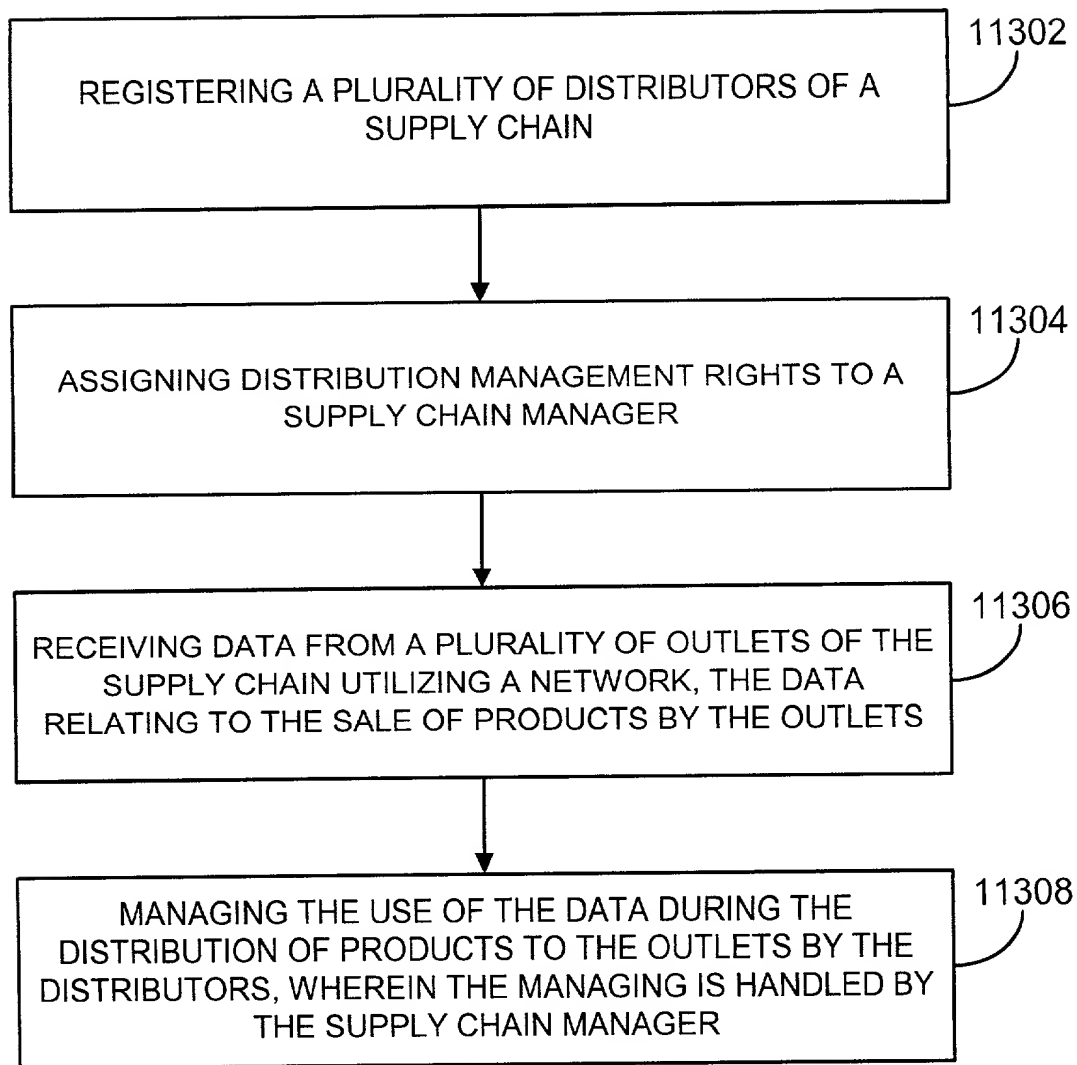 11302
REGISTERING A PLURALITY OF DISTRIBUTORS OF A
SUPPLY CHAIN
11304
ASSIGNING DISTRIBUTION MANAGEMENT RIGHTS TO A
SUPPLY CHAIN MANAGER
11306
RECEIVING DATA FROM A PLURALITY OF OUTLETS OF THE
SUPPLY CHAIN UTILIZING A NETWORK, THE DATA
RELATING TO THE SALE OF PRODUCTS BY THE OUTLETS
11308
MANAGING THE USE OF THE DATA DURING THE
DISTRIBUTION OF PRODUCTS TO THE OUTLETS BY THE
DISTRIBUTORS, WHEREIN THE MANAGING IS HANDLED BY
THE SUPPLY CHAIN MANAGER